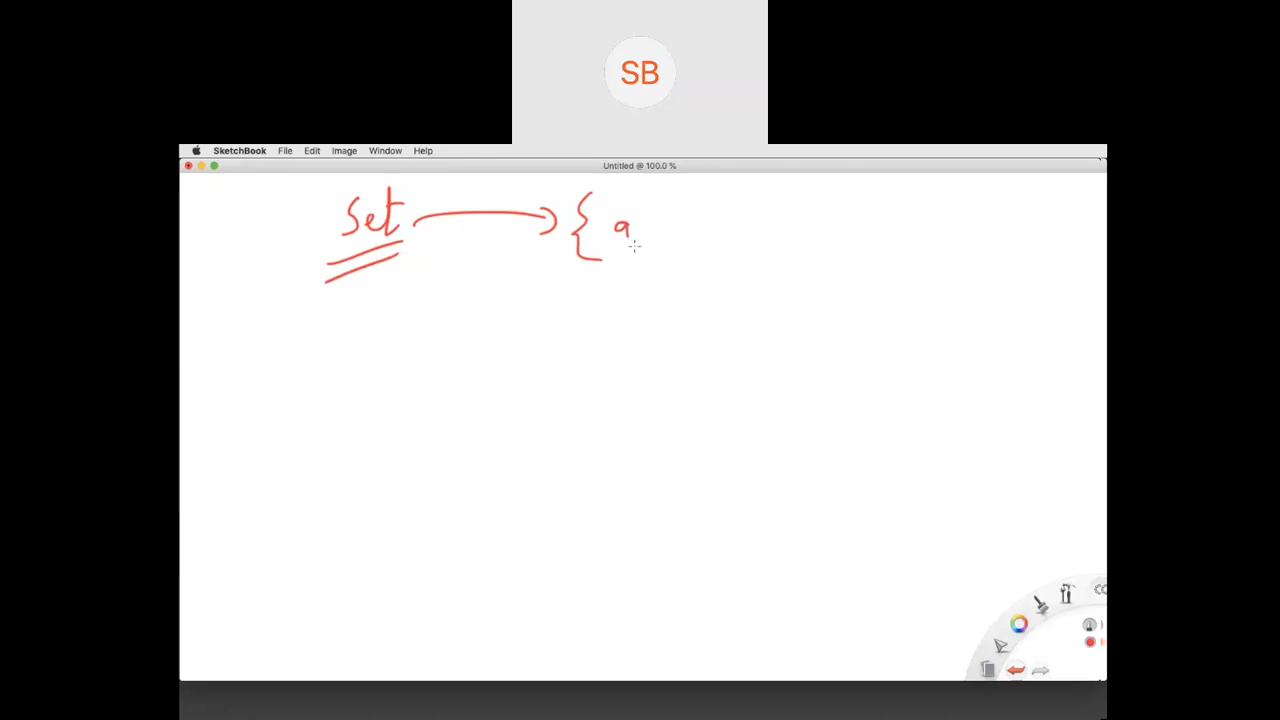 SB
SketchBook File Edit Image Window Help
Untitled @ 100.0 %
Set → { a